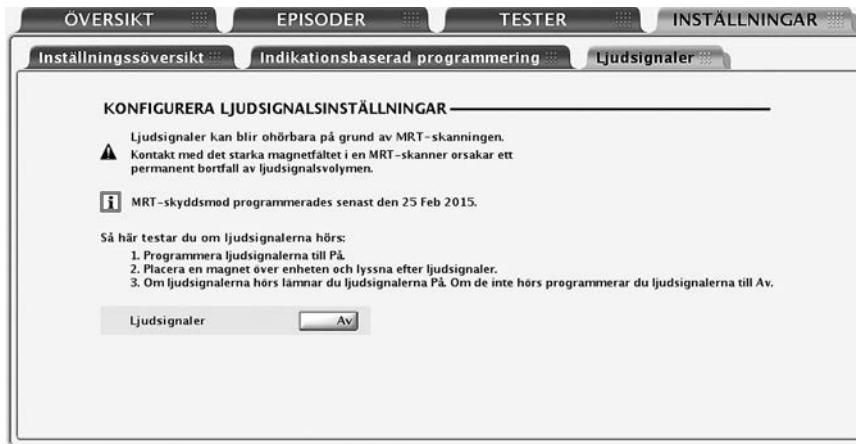 ÖVERSIKT EPISODER TESTER INSTÄLLNINGAR
Inställningssöversikt Indikationsbaserad programmering Ljudsignaler
KONFIGURERA LJUDSIGNALSINSTÄLLNINGAR
Ljudsignaler kan blir ohörbara på grund av MRT-skanningen.
Kontakt med det starka magnetfältet i en MRT-skanner orsakar ett
permanent bortfall av ljudsignalsvolymen.
i MRT-skyddsmod programmerades senast den 25 Feb 2015.
Så här testar du om ljudsignalerna hörs:
1. Programmera ljudsignalerna till På.
2. Placera en magnet över enheten och lyssna efter ljudsignaler.
3. Om ljudsignalerna hörs lämnar du ljudsignalerna På. Om de inte hörs programmerar du ljudsignalerna till Av.
Ljudsignaler Av